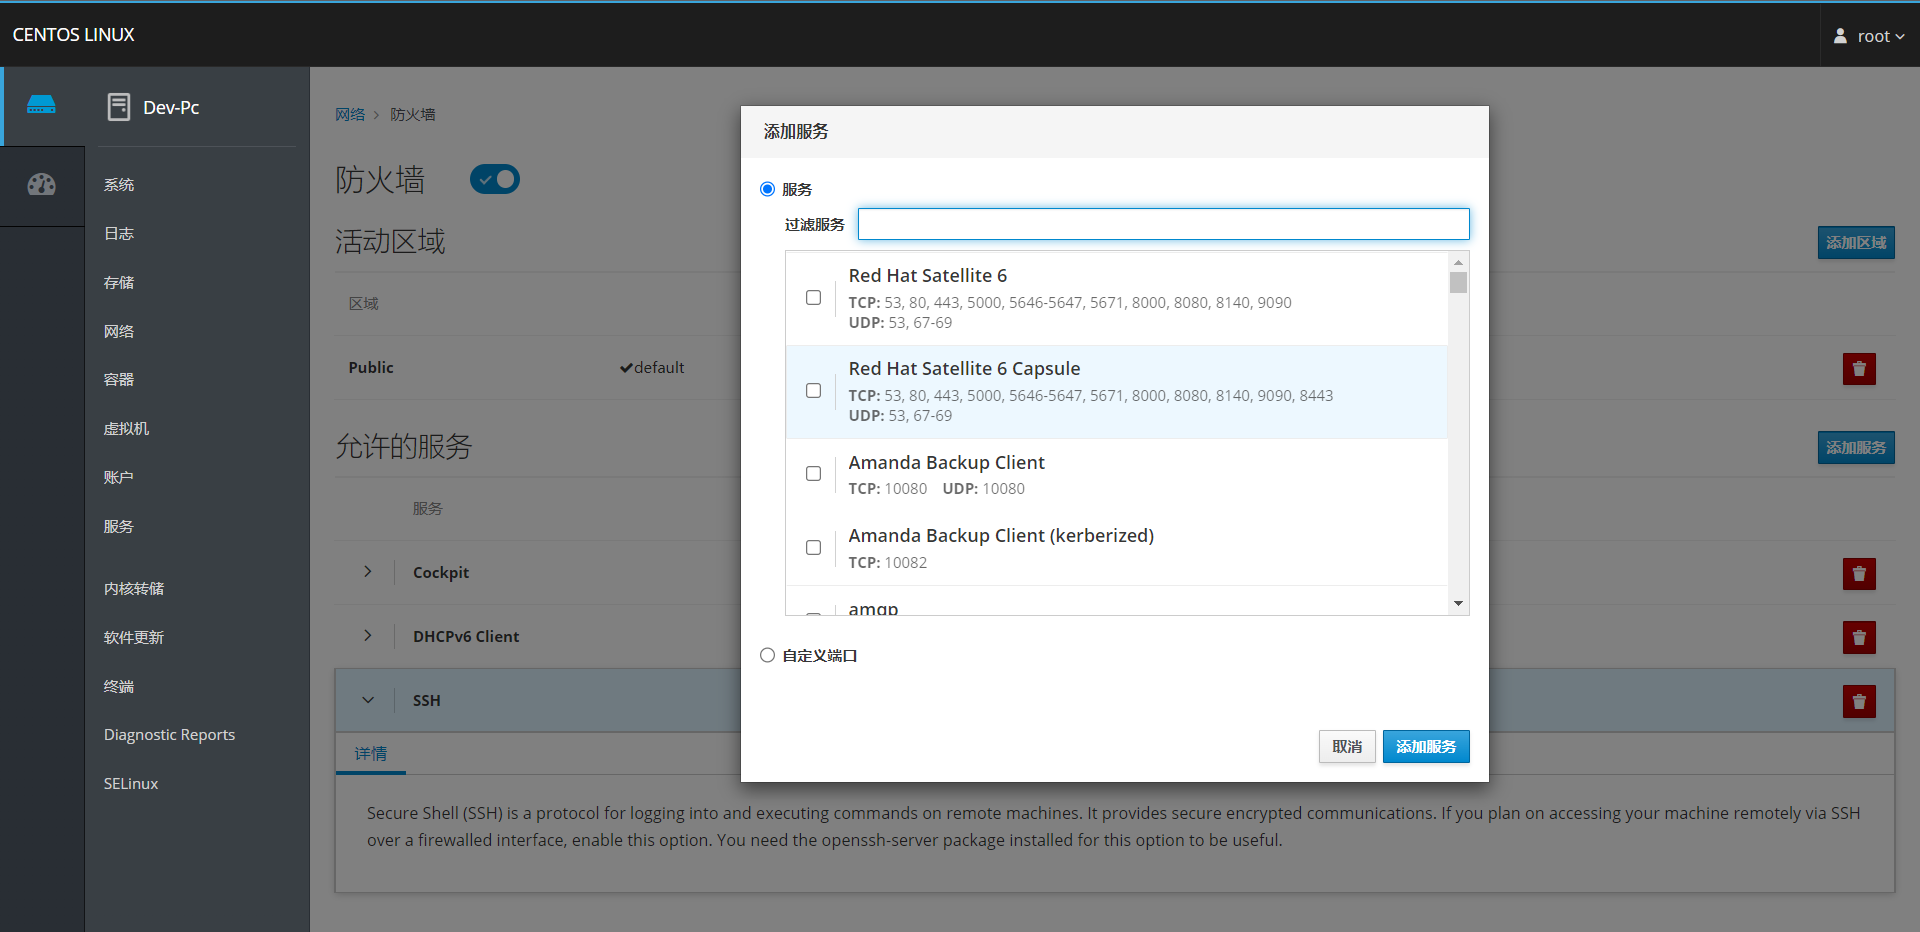 CENTOS LINUX
root
Dev-Pc
系统
日志
存储
网络
容器
虚拟机
账户
服务
内核转储
软件更新
终端
Diagnostic Reports
SELinux
网络 > 防火墙
防火墙
活动区域
添加区域
区域
Public
default
允许的服务
添加服务
服务
Cockpit
DHCPv6 Client
SSH
详情
Secure Shell (SSH) is a protocol for logging into and executing commands on remote machines. It provides secure encrypted communications. If you plan on accessing your machine remotely via SSH
over a firewalled interface, enable this option. You need the openssh-server package installed for this option to be useful.
添加服务
服务
过滤服务
Red Hat Satellite 6
TCP: 53, 80, 443, 5000, 5646-5647, 5671, 8000, 8080, 8140, 9090
UDP: 53, 67-69
Red Hat Satellite 6 Capsule
TCP: 53, 80, 443, 5000, 5646-5647, 5671, 8000, 8080, 8140, 9090, 8443
UDP: 53, 67-69
Amanda Backup Client
TCP: 10080 UDP: 10080
Amanda Backup Client (kerberized)
TCP: 10082
amqp
自定义端口
取消
添加服务